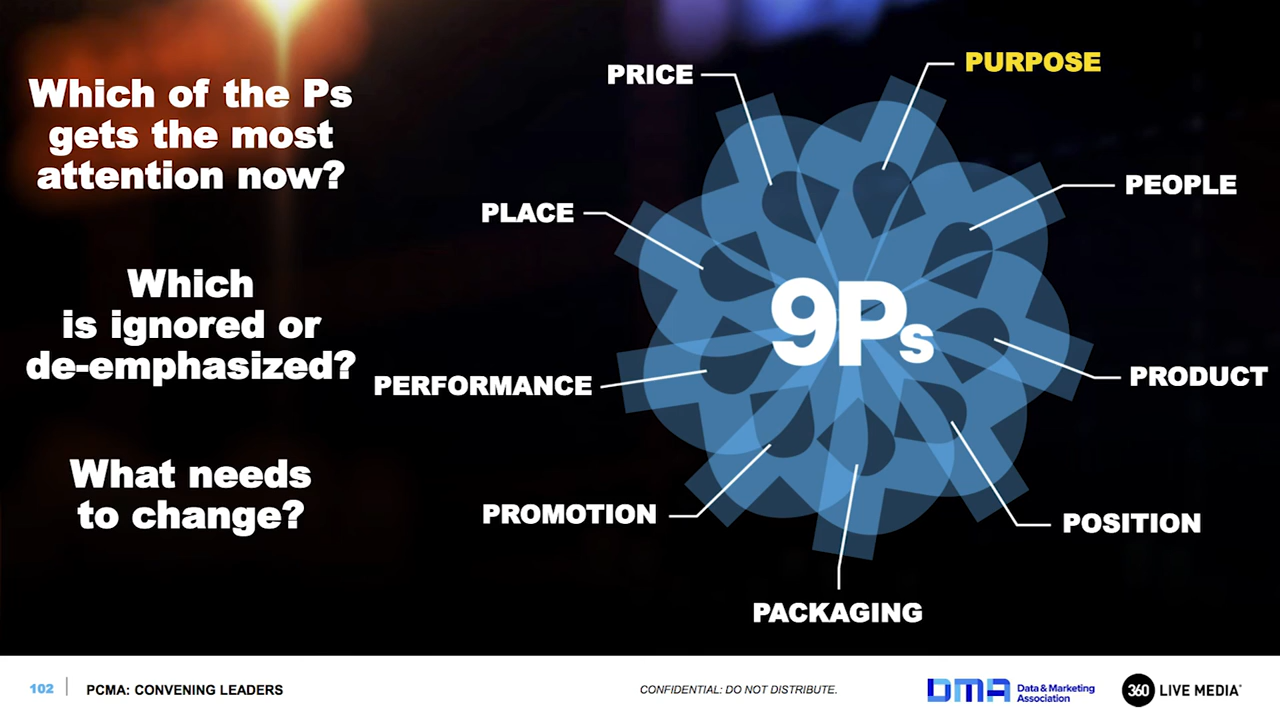 Which of the Ps
gets the most
attention now?
Which
is ignored or
de-emphasized?
What needs
to change?
PRICE
PURPOSE
PEOPLE
PLACE
9Ps
PERFORMANCE
PRODUCT
PROMOTION
POSITION
PACKAGING
102
PCMA: CONVENING LEADERS
CONFIDENTIAL: DO NOT DISTRIBUTE.
DMA Data & Marketing
Association
360 LIVE MEDIA